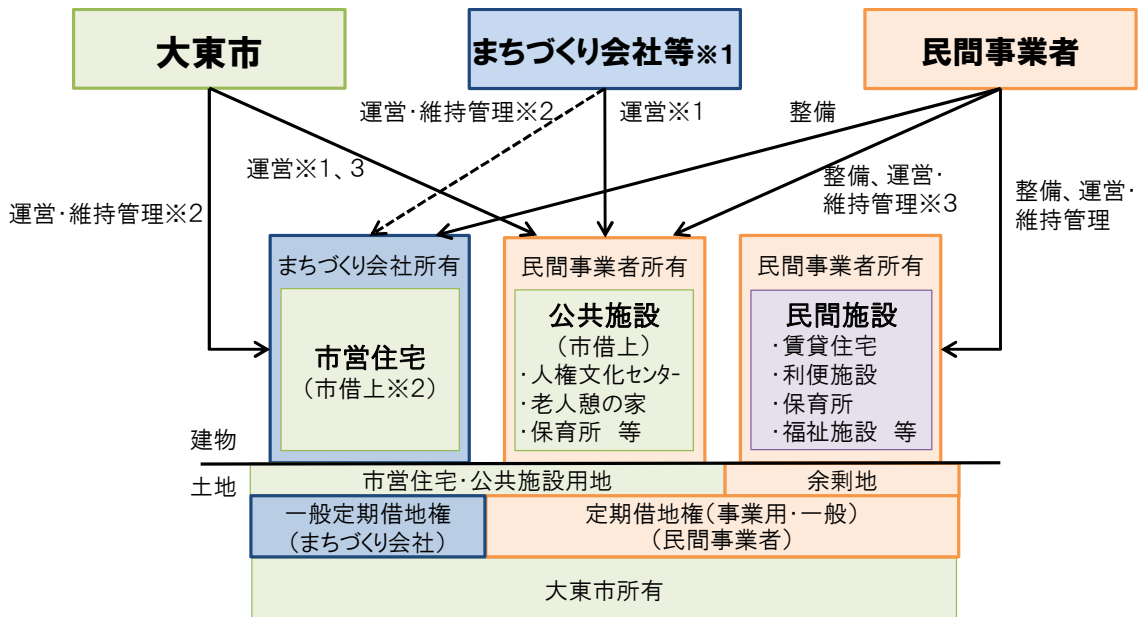 大東市
まちづくり会社等※1
民間事業者
運営・維持管理※2
運営※1
整備
運営※1、3
整備、運営・
維持管理※3
運営・維持管理※2
整備、運営・
維持管理
まちづくり会社所有
市営住宅
(市借上※2)
民間事業者所有
公共施設
(市借上)
・人権文化センター
・老人憩の家
・保育所 等
民間事業者所有
民間施設
・賃貸住宅
・利便施設
・保育所
・福祉施設 等
建物
土地
市営住宅・公共施設用地
余剰地
一般定期借地権
(まちづくり会社)
定期借地権(事業用・一般)
(民間事業者)
大東市所有